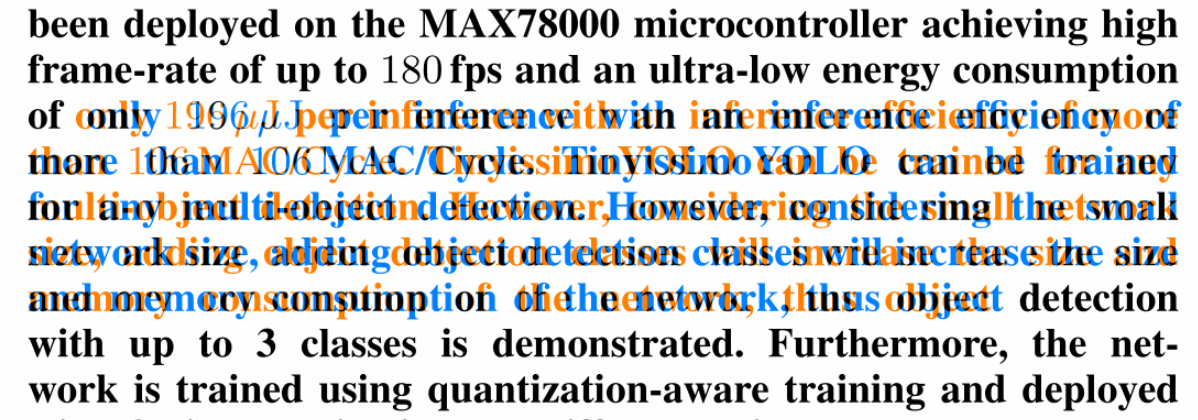 been deployed on the MAX78000 microcontroller achieving high
frame-rate of up to 180 fps and an ultra-low energy consumption
of only 196 µJ per inference with an inference efficiency of
more than 106 MAC/Cycle. TinyissimoYOLO can be trained
for any multi-object detection. However, considering the small
network size, adding object detection classes will increase the size
and memory consumption of the network, thus object detection
with up to 3 classes is demonstrated. Furthermore, the net-
work is trained using quantization-aware training and deployed